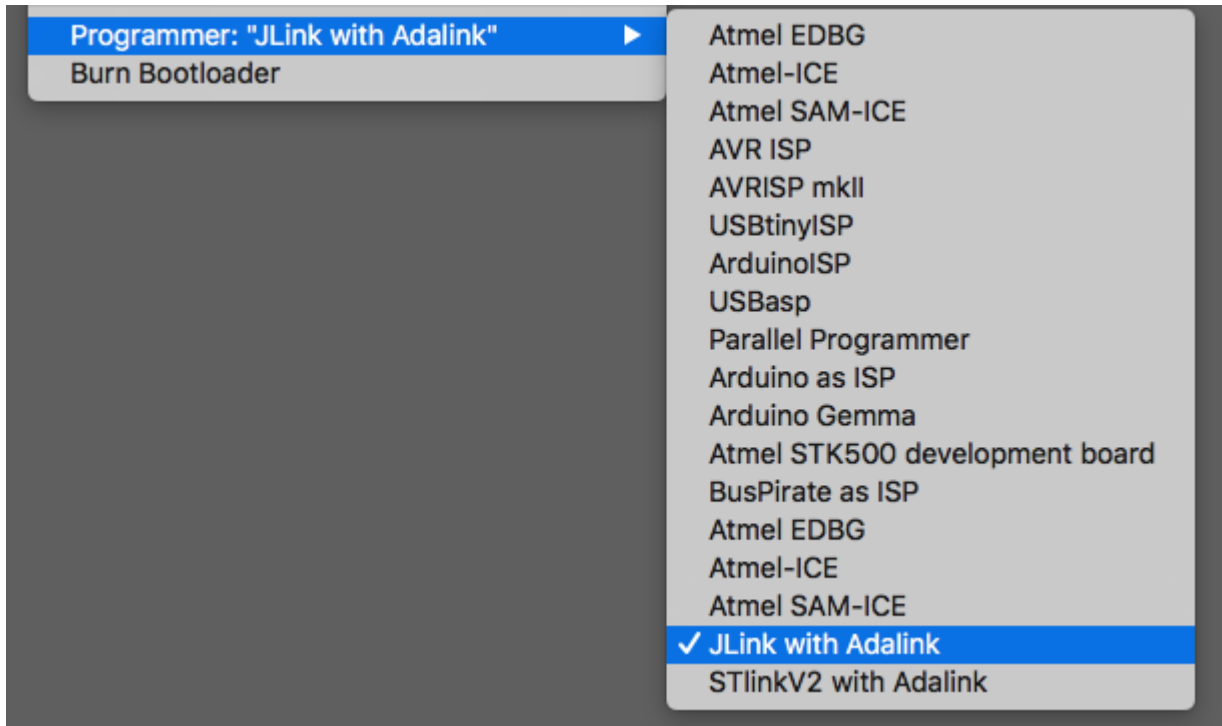 Programmer: "JLink with Adalink"
Burn Bootloader
Atmel EDBG
Atmel-ICE
Atmel SAM-ICE
AVR ISP
AVRISP mkII
USBtinyISP
ArduinoISP
USBasp
Parallel Programmer
Arduino as ISP
Arduino Gemma
Atmel STK500 development board
BusPirate as ISP
Atmel EDBG
Atmel-ICE
Atmel SAM-ICE
JLink with Adalink
STlinkV2 with Adalink